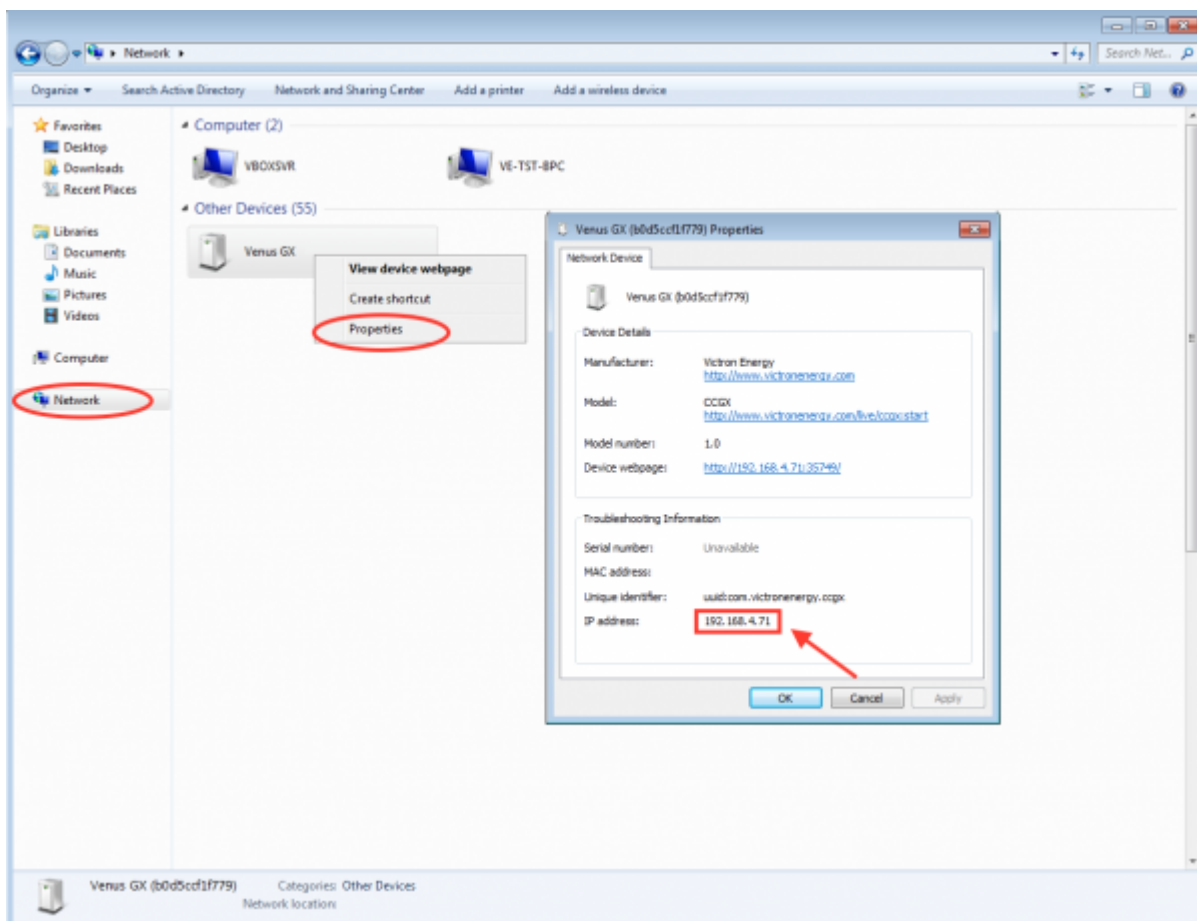 Network
Search Net...
Organize
Search Active Directory
Network and Sharing Center
Add a printer
Add a wireless device
Favorites
Desktop
Downloads
Recent Places
Libraries
Documents
Music
Pictures
Videos
Computer
Network
Computer (2)
VBOXSVR
VE-TST-8PC
Other Devices (55)
Venus GX
View device webpage
Create shortcut
Properties
Venus GX (b0d5ccf1f779) Properties
Network Device
Venus GX (b0d5ccf1f779)
Device Details
Manufacturer: Victron Energy
http://www.victronenergy.com
Model: CCGX
http://www.victronenergy.com/live/ccgx:start
Model number: 1.0
Device webpage: http://192.168.4.71:35749/
Troubleshooting Information
Serial number: Unavailable
MAC address:
Unique identifier: uuid:com.victronenergy.ccgx
IP address: 192.168.4.71
OK Cancel Apply
Venus GX (b0d5ccf1f779) Categories: Other Devices
Network location: